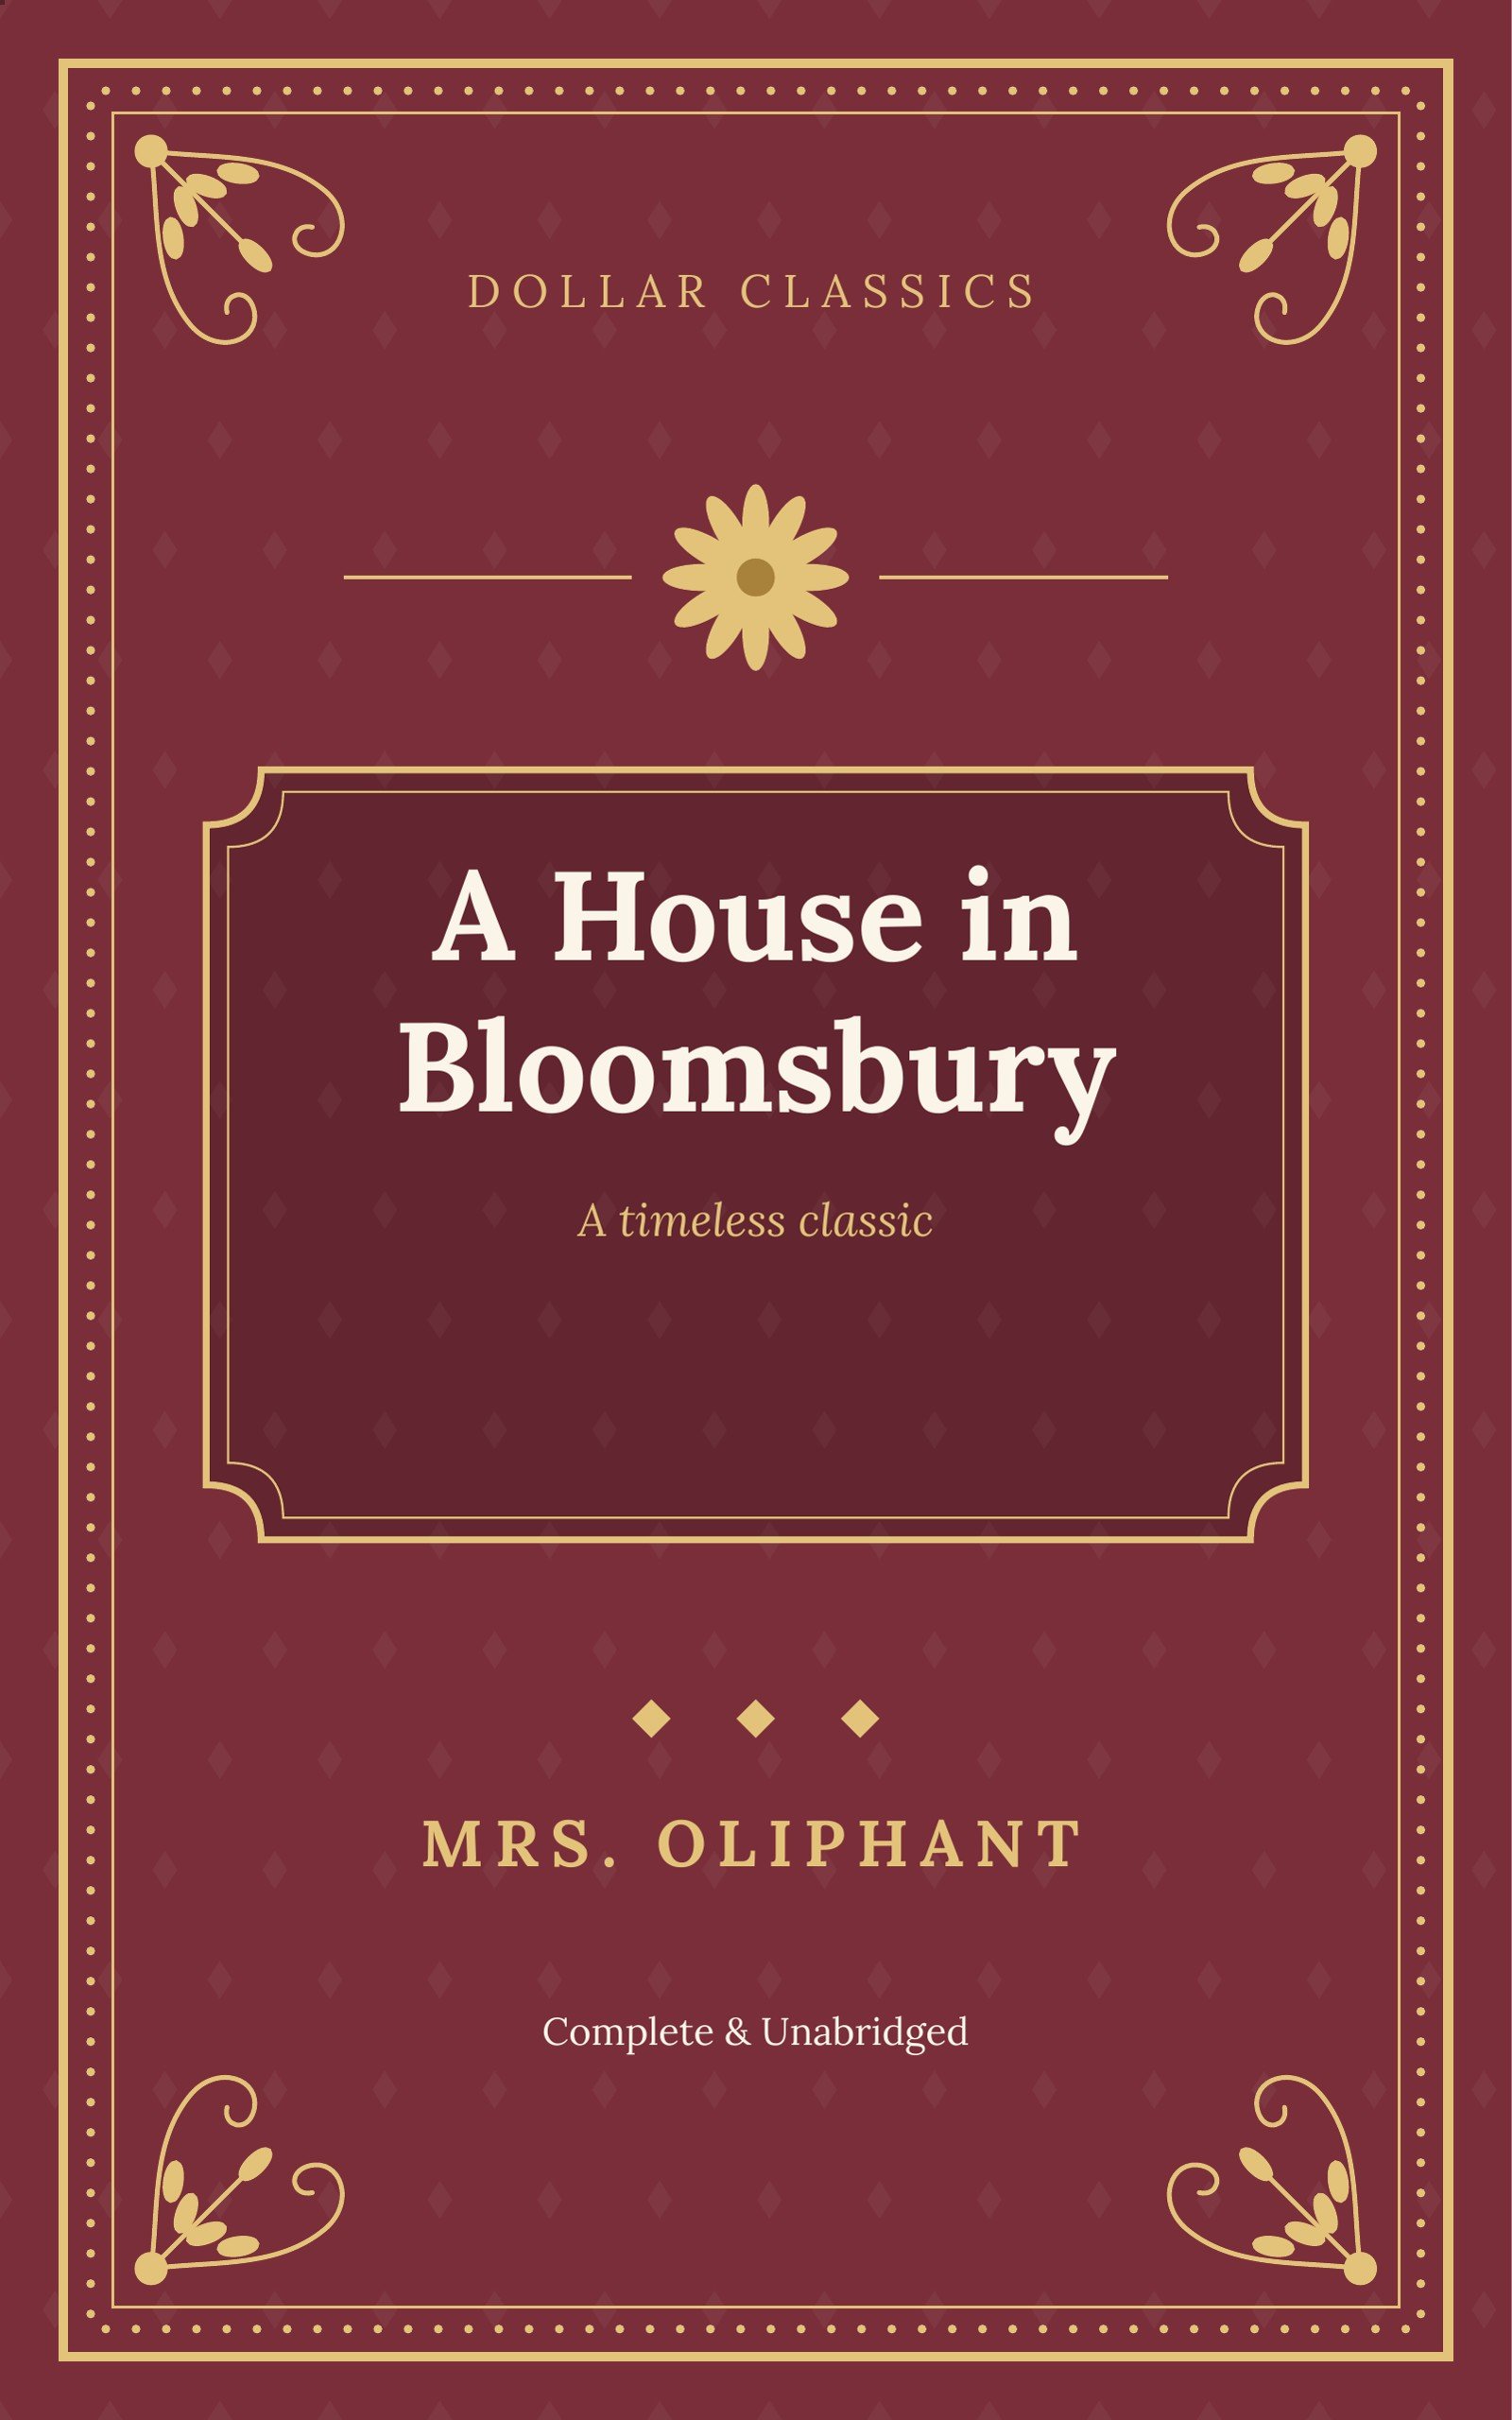 DOLLAR CLASSICS
A House in
Bloomsbury
A timeless classic
MRS. OLIPHANT
Complete & Unabridged